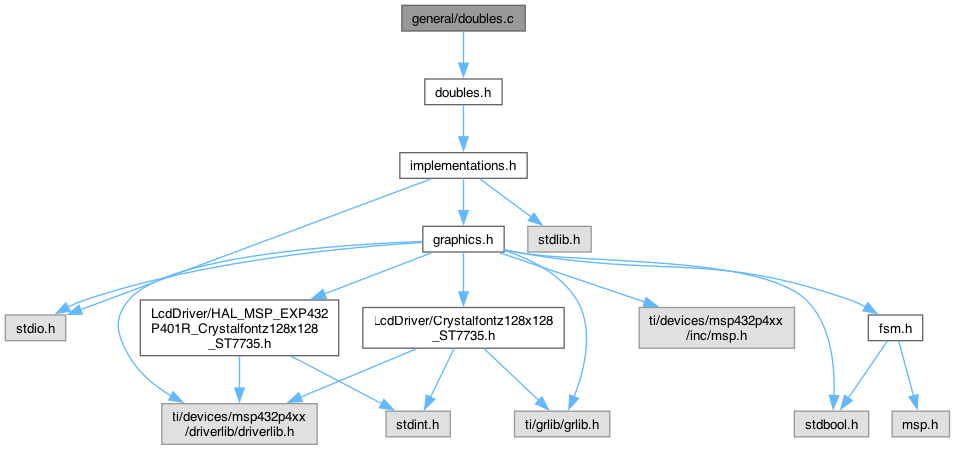 general/doubles.c
doubles.h
implementations.h
graphics.h
stdlib.h
stdio.h
LcdDriver/HAL_MSP_EXP432
P401R_Crystalfontz128x128
_ST7735.h
LcdDriver/Crystalfontz128x128
_ST7735.h
ti/devices/msp432p4xx
/inc/msp.h
fsm.h
ti/devices/msp432p4xx
/driverlib/driverlib.h
stdint.h
ti/grlib/grlib.h
stdbool.h
msp.h